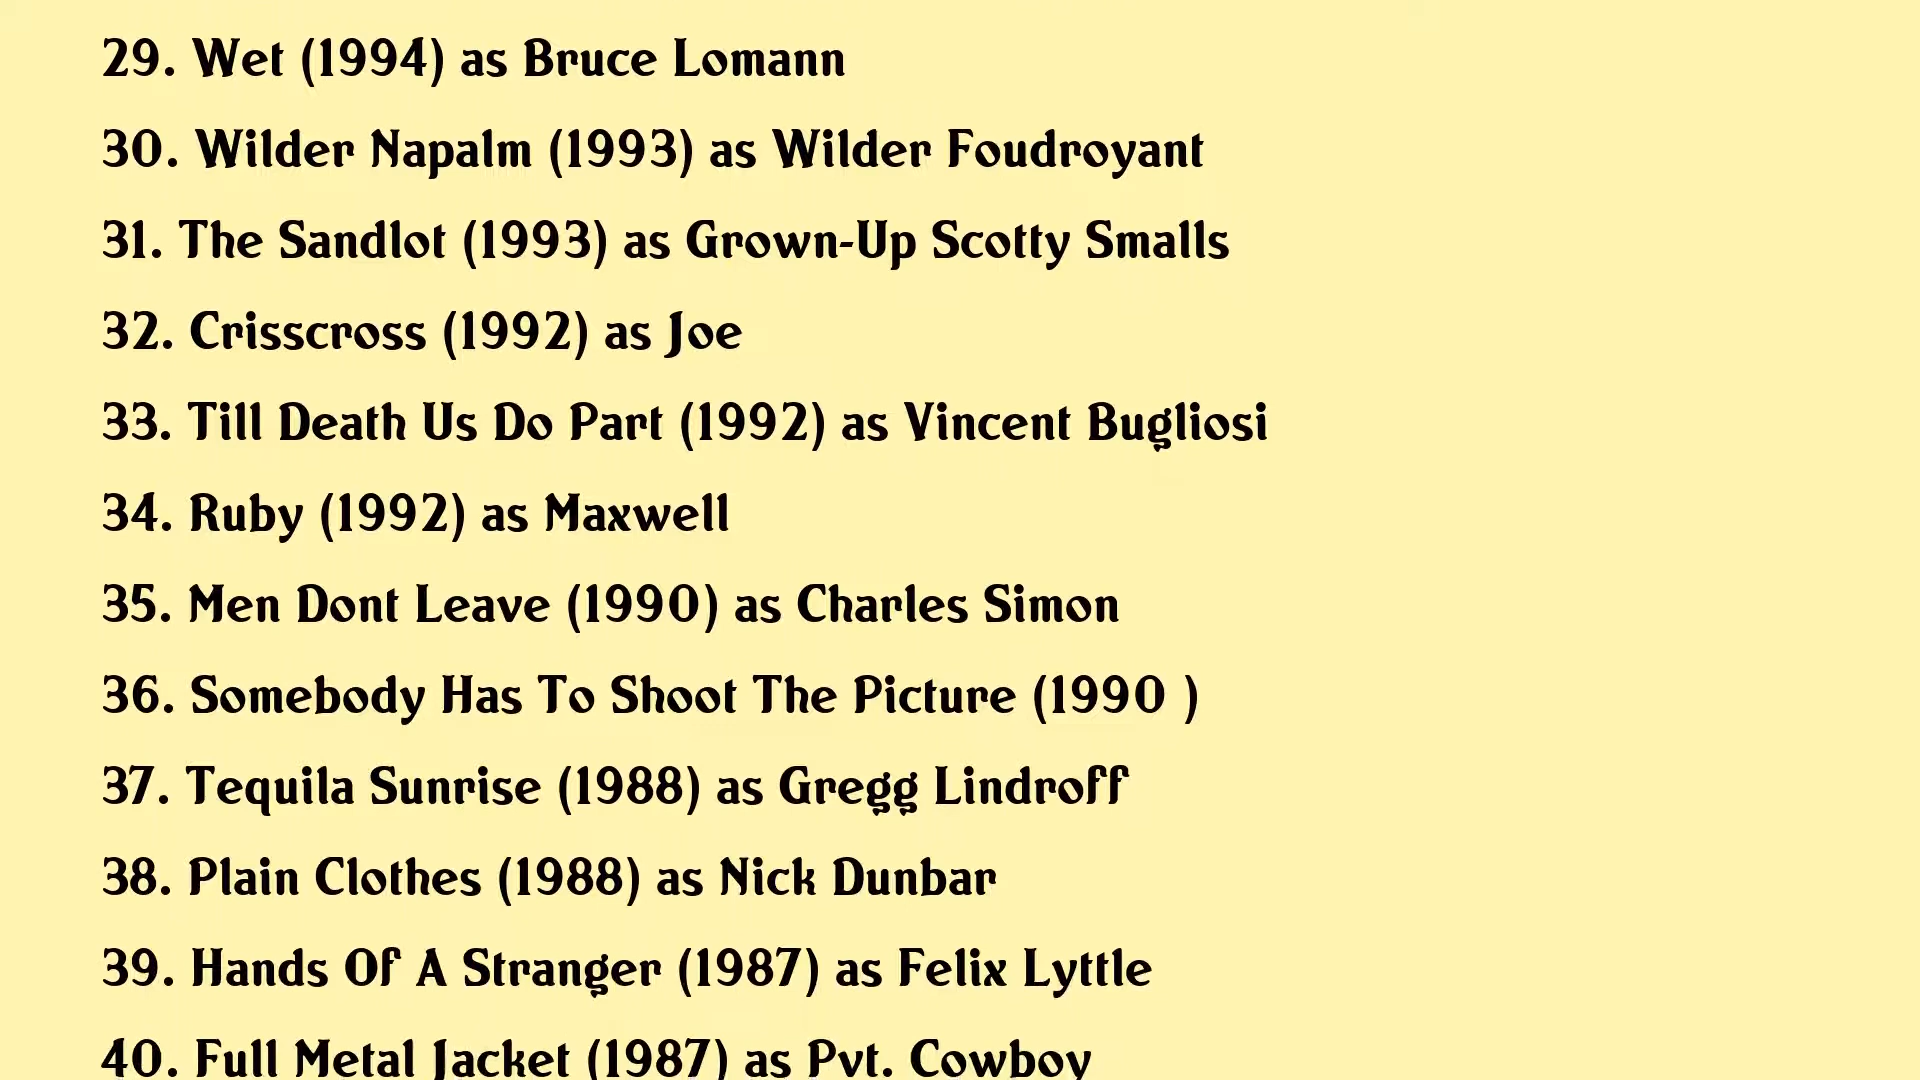 29. Wet (1994) as Bruce Lomann
30. Wilder Napalm (1993) as Wilder Foudroyant
31. The Sandlot (1993) as Grown-Up Scotty Smalls
32. Crisscross (1992) as Joe
33. Till Death Us Do Part (1992) as Vincent Bugliosi
34. Ruby (1992) as Maxwell
35. Men Dont Leave (1990) as Charles Simon
36. Somebody Has To Shoot The Picture (1990 )
37. Tequila Sunrise (1988) as Gregg Lindroff
38. Plain Clothes (1988) as Nick Dunbar
39. Hands Of A Stranger (1987) as Felix Lyttle
40. Full Metal Jacket (1987) as Pvt. Cowboy